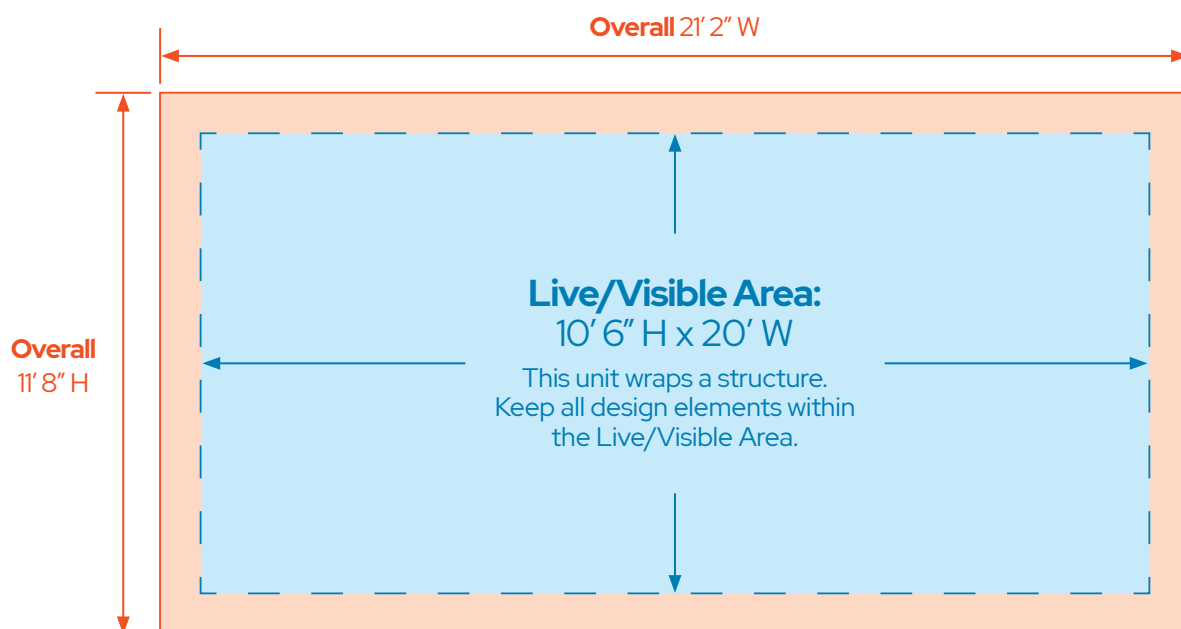 Overall 21’ 2” W
Live/Visible Area:
10’ 6” H x 20’ W
Overall
11’ 8” H
This unit wraps a structure.
Keep all design elements within
the Live/Visible Area.